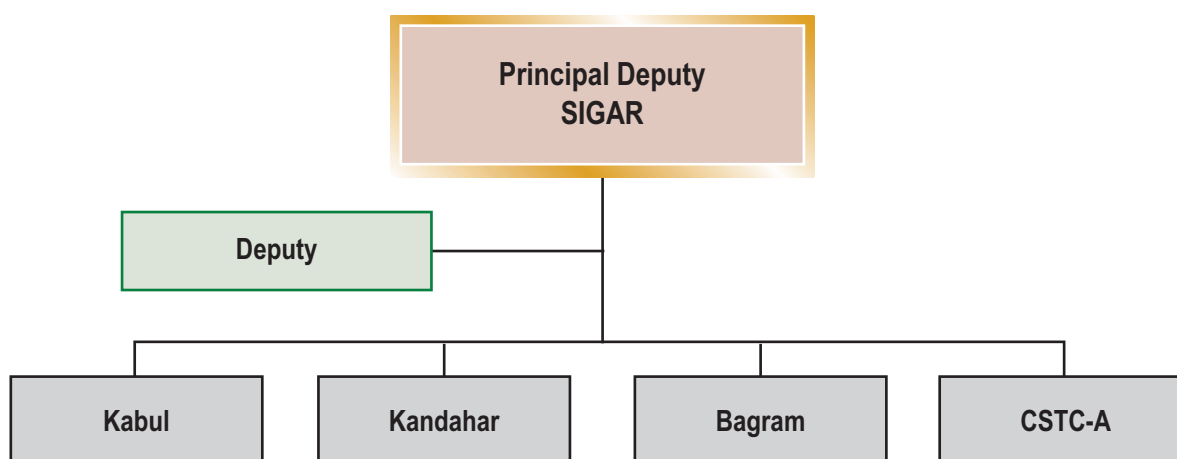 Principal Deputy
SIGAR
Deputy
Kabul
Kandahar
Bagram
CSTC-A